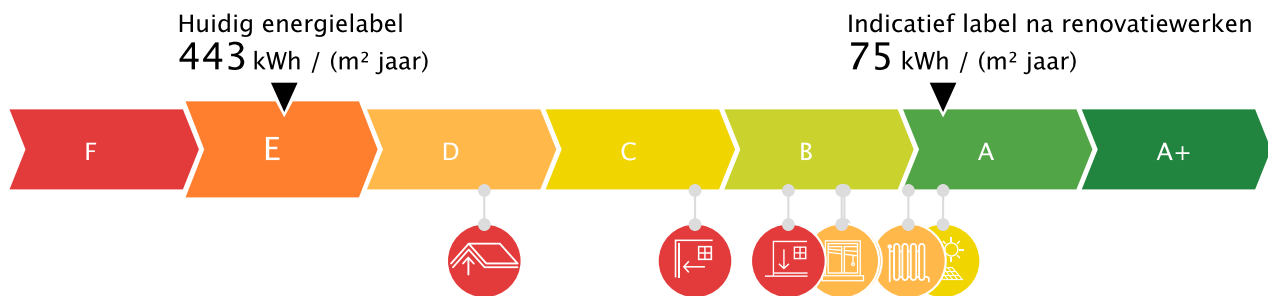 Huidig energielabel
443 kWh / (m² jaar)
Indicatief label na renovatiewerken
75 kWh / (m² jaar)
F
E
D
C
B
A
A+